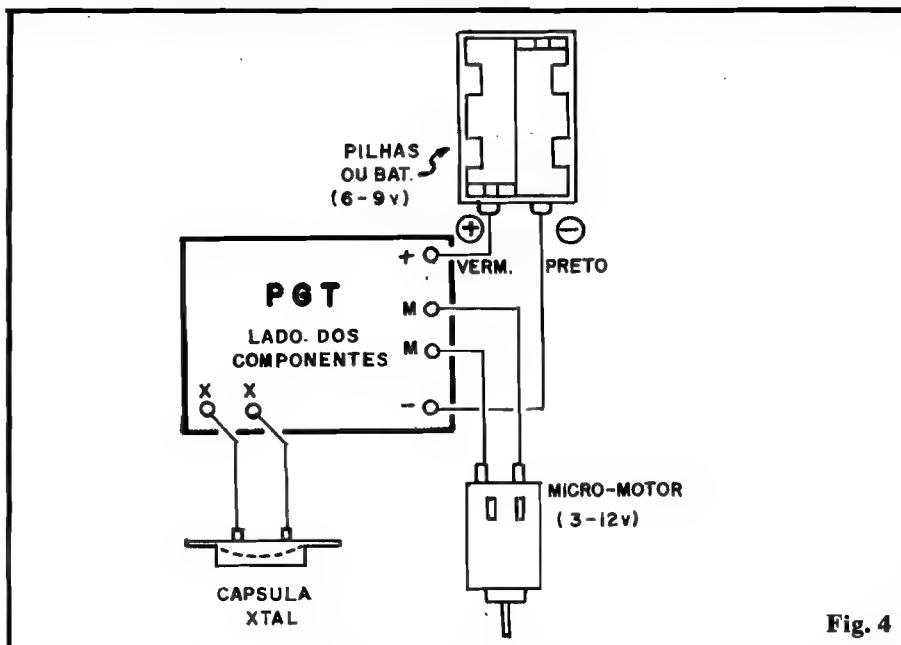 PILHAS
OU BAT.
(6-9v)
+
−
VERM.
PRETO
+
PGT
M
LADO. DOS
COMPONENTES
M
X X
−
MICRO-MOTOR
(3-12v)
CAPSULA
XTAL
Fig. 4